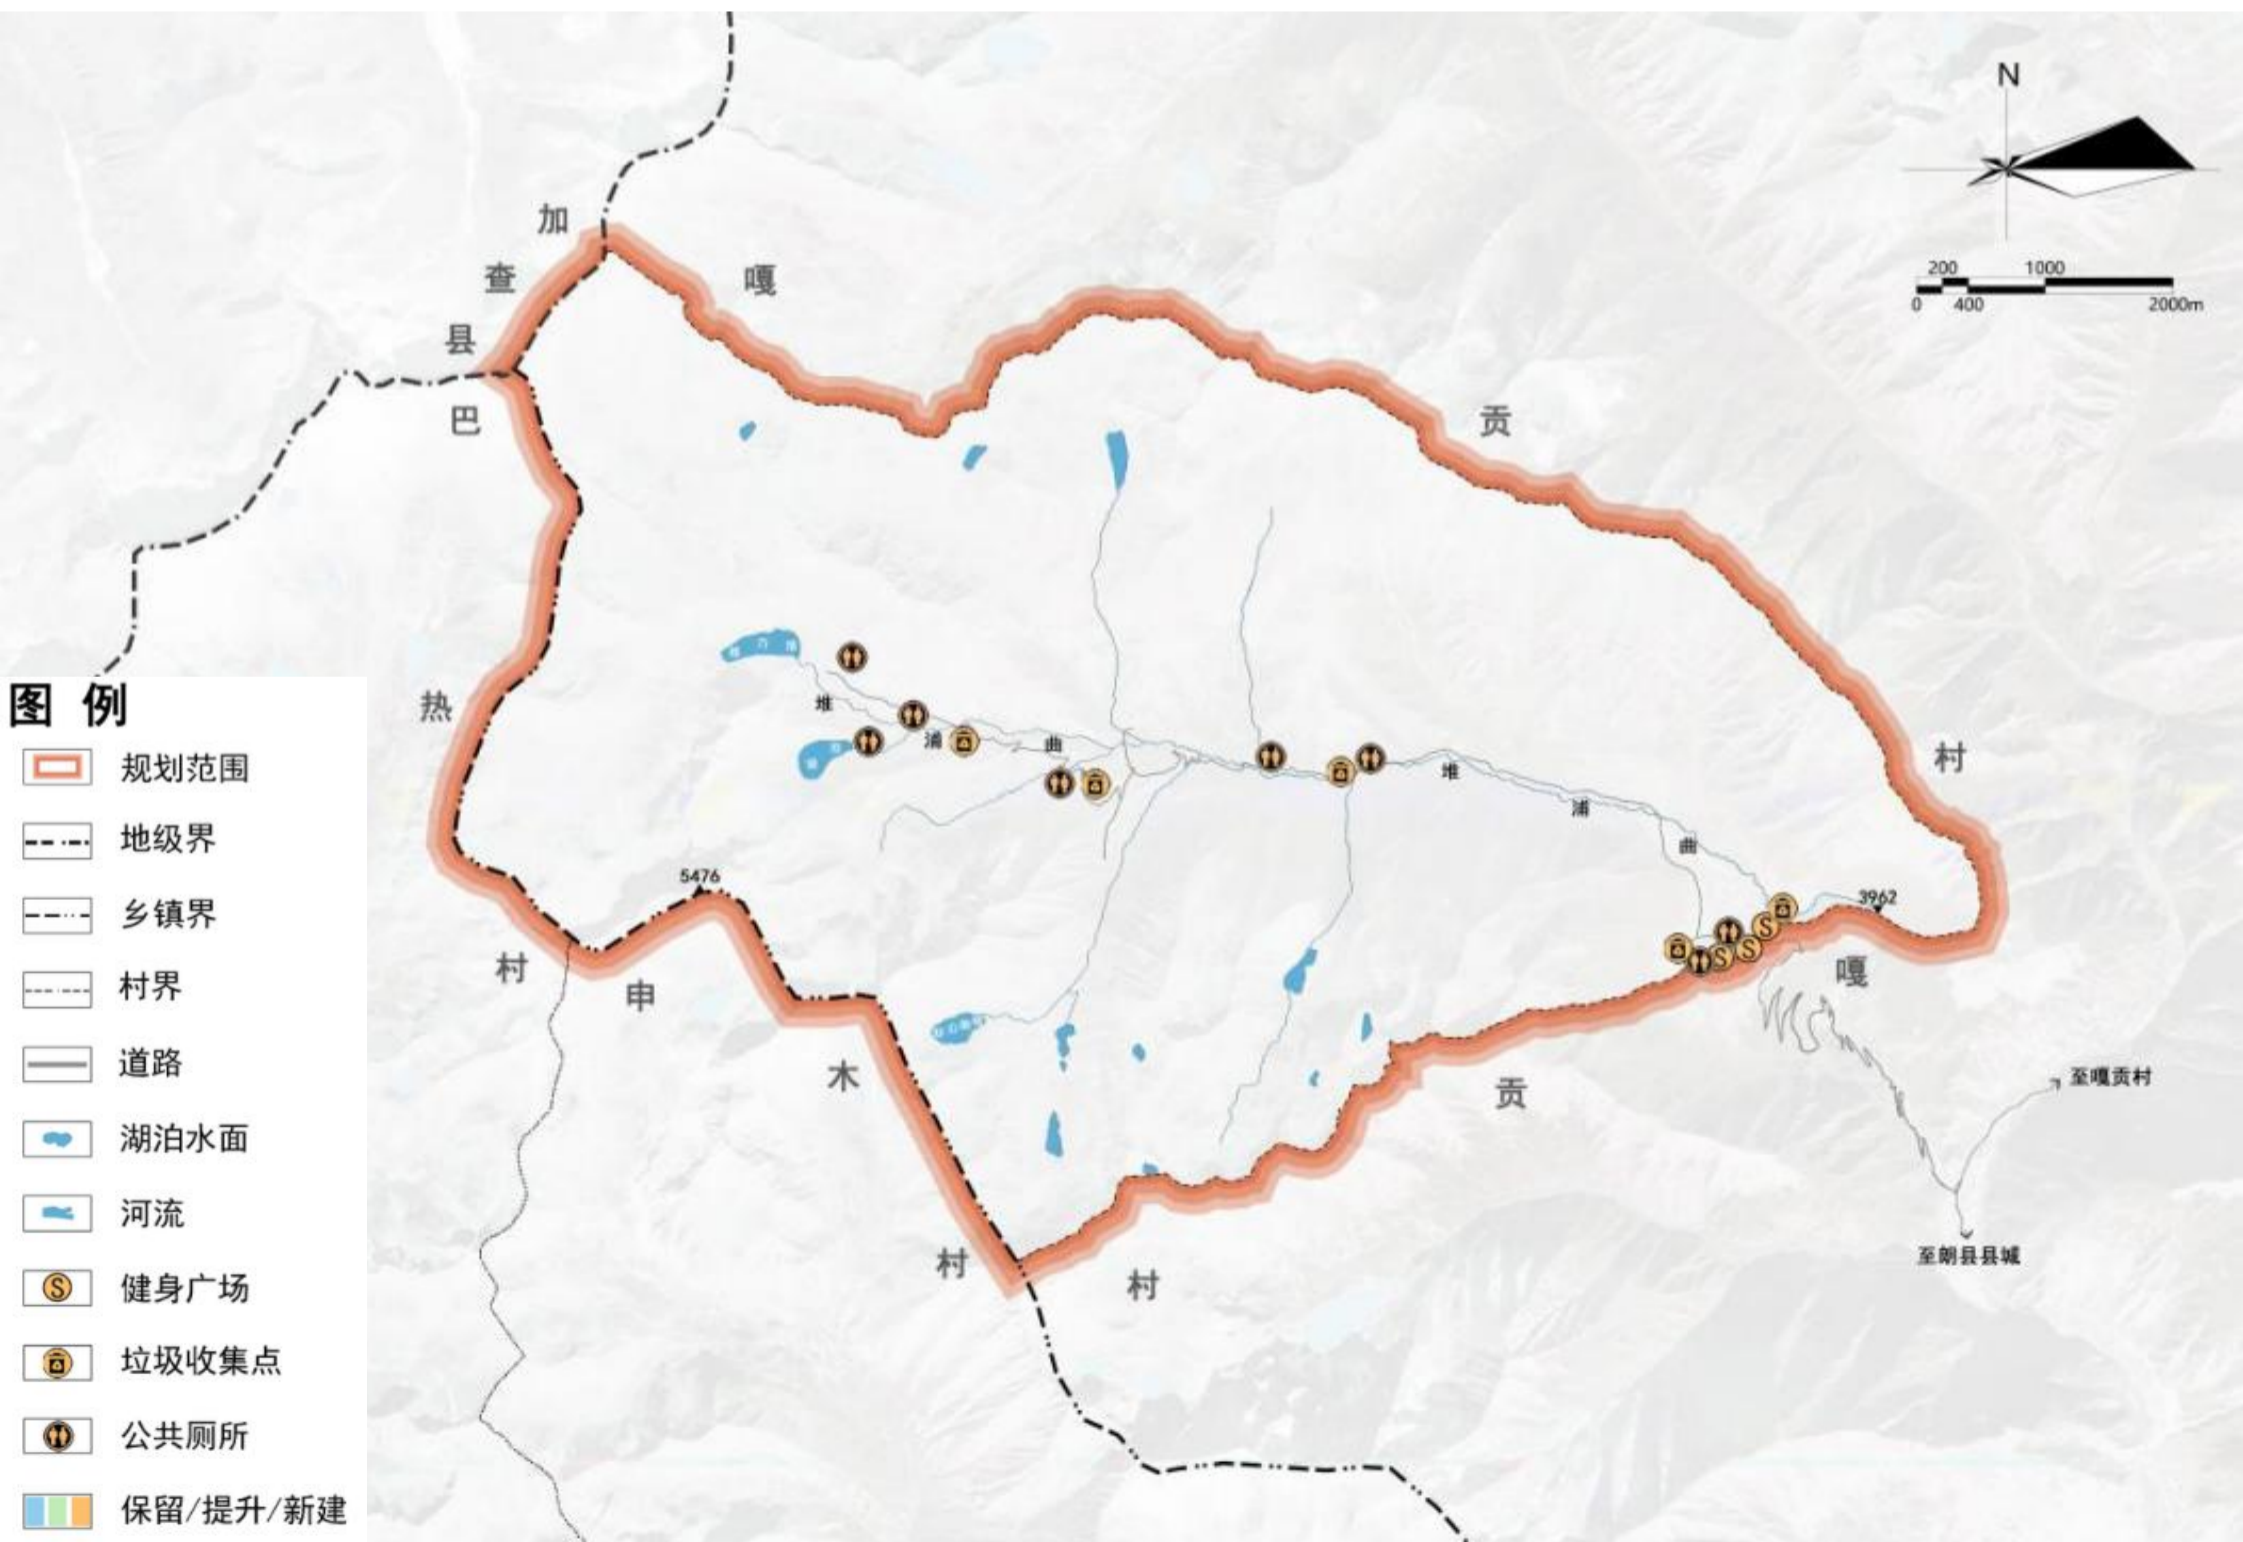 N
200 1000
0 400 2000m
加
查
县
嘎
巴
贡
村
热
堆
浦
曲
堆
浦
曲
5476
3962
村
申
嘎
木
贡
村
村
至嘎贡村
至朗县县城
S
S
S
图 例
规划范围
地级界
乡镇界
村界
道路
湖泊水面
河流
S 健身广场
垃圾收集点
公共厕所
保留/提升/新建